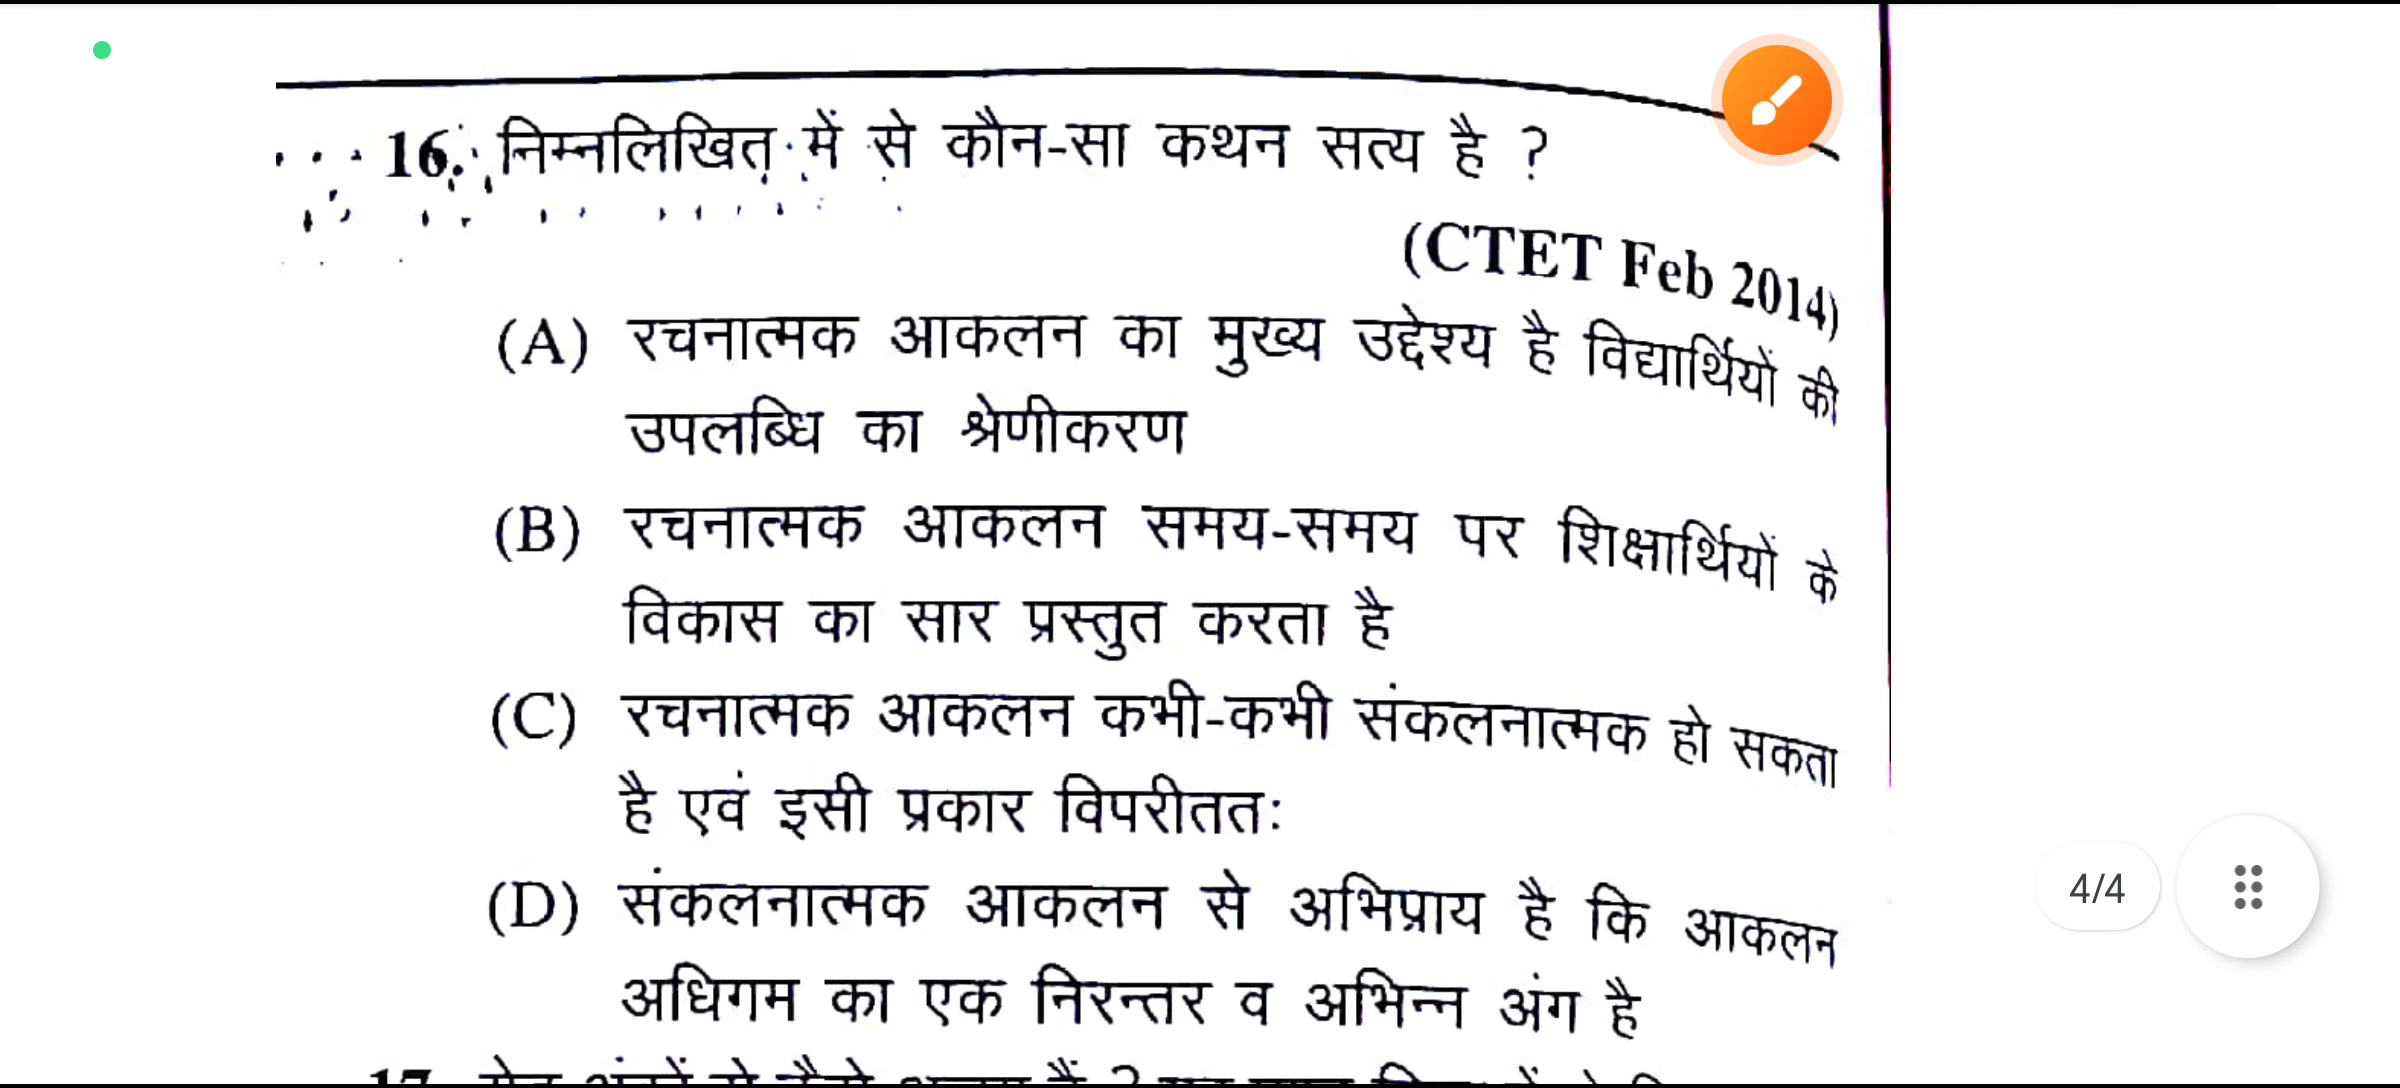 16. निम्नलिखित में से कौन-सा कथन सत्य है ?
(CTET Feb 2014)
(A) रचनात्मक आकलन का मुख्य उद्देश्य है विद्यार्थियों की
उपलब्धि का श्रेणीकरण
(B) रचनात्मक आकलन समय-समय पर शिक्षार्थियों के
विकास का सार प्रस्तुत करता है
(C) रचनात्मक आकलन कभी-कभी संकलनात्मक हो सकता
है एवं इसी प्रकार विपरीततः
(D) संकलनात्मक आकलन से अभिप्राय है कि आकलन
अधिगम का एक निरन्तर व अभिन्न अंग है
4/4